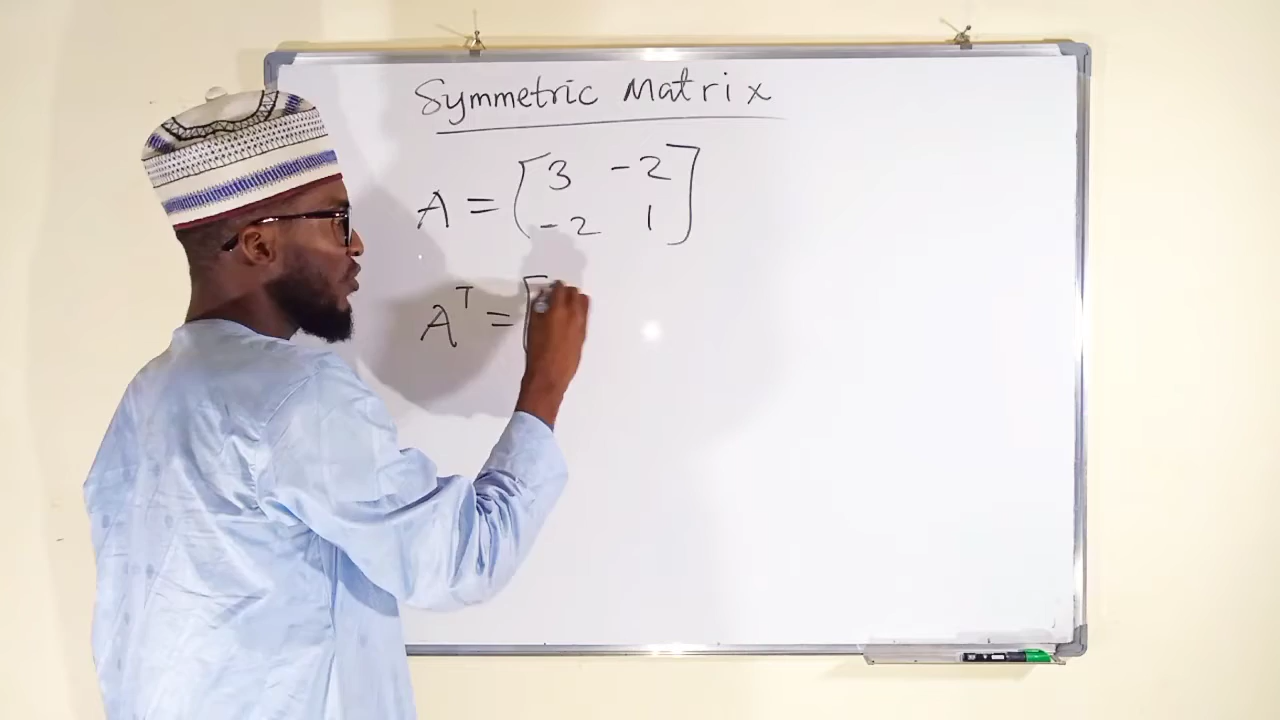 Symmetric Matrix
A = [3 -2
-2 1]
A^T = [